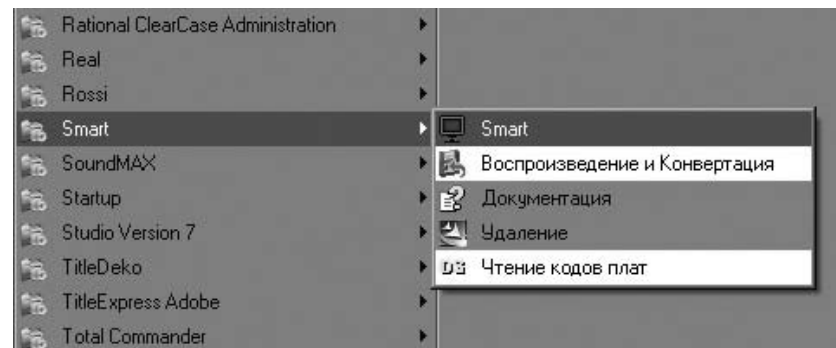 Rational ClearCase Administration
Real
Rossi
Smart
SoundMAX
Startup
Studio Version 7
TitleDeko
TitleExpress Adobe
Total Commander
Smart
Воспроизведение и Конвертация
Документация
Удаление
Чтение кодов плат